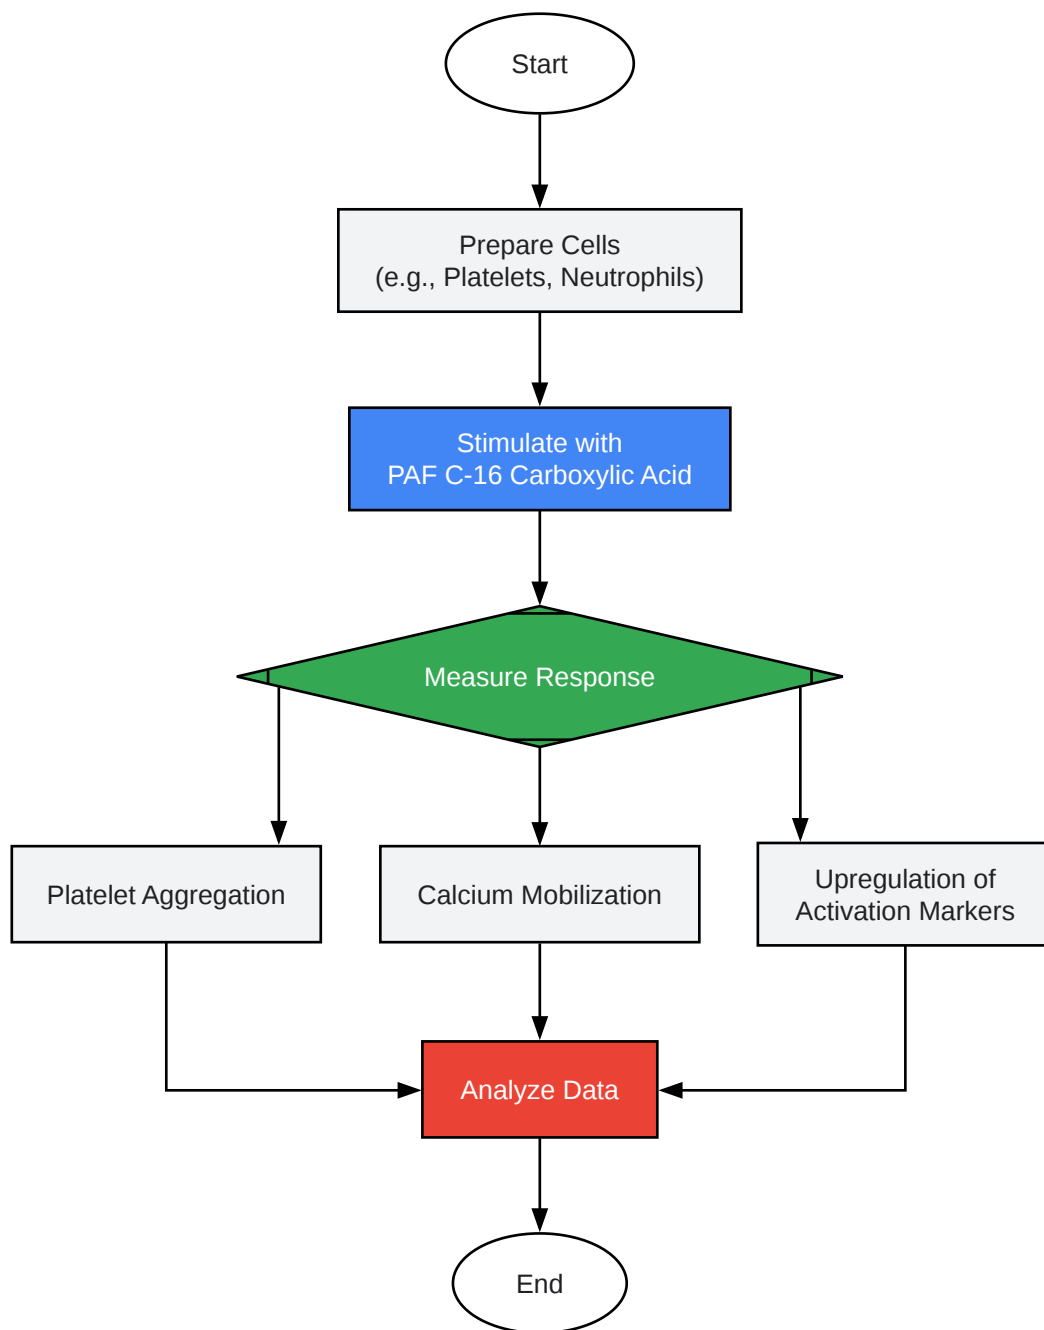 Start
Prepare Cells
(e.g., Platelets, Neutrophils)
Stimulate with
PAF C-16 Carboxylic Acid
Measure Response
Platelet Aggregation
Calcium Mobilization
Upregulation of
Activation Markers
Analyze Data
End